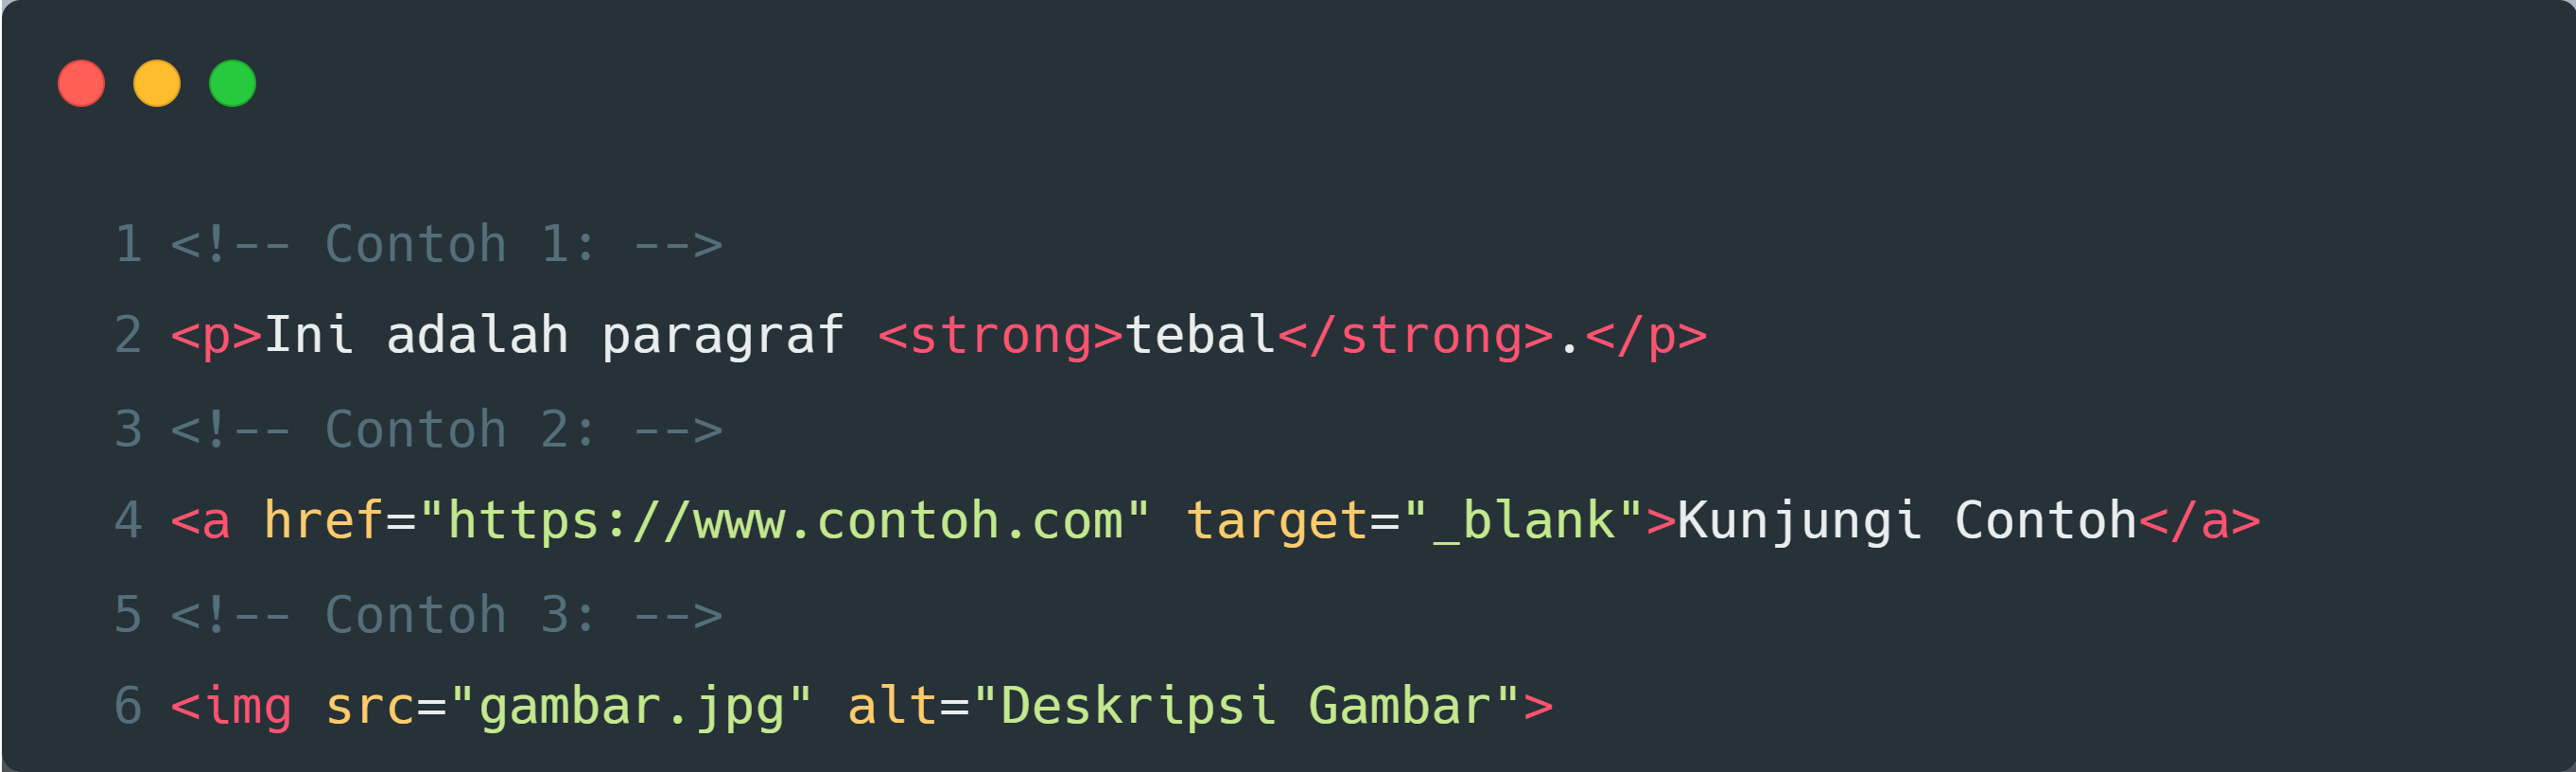 1 <!-- Contoh 1: -->
2 <p>Ini adalah paragraf <strong>tebal</strong>.</p>
3 <!-- Contoh 2: -->
4 <a href="https://www.contoh.com" target="_blank">Kunjungi Contoh</a>
5 <!-- Contoh 3: -->
6 <img src="gambar.jpg" alt="Deskripsi Gambar">